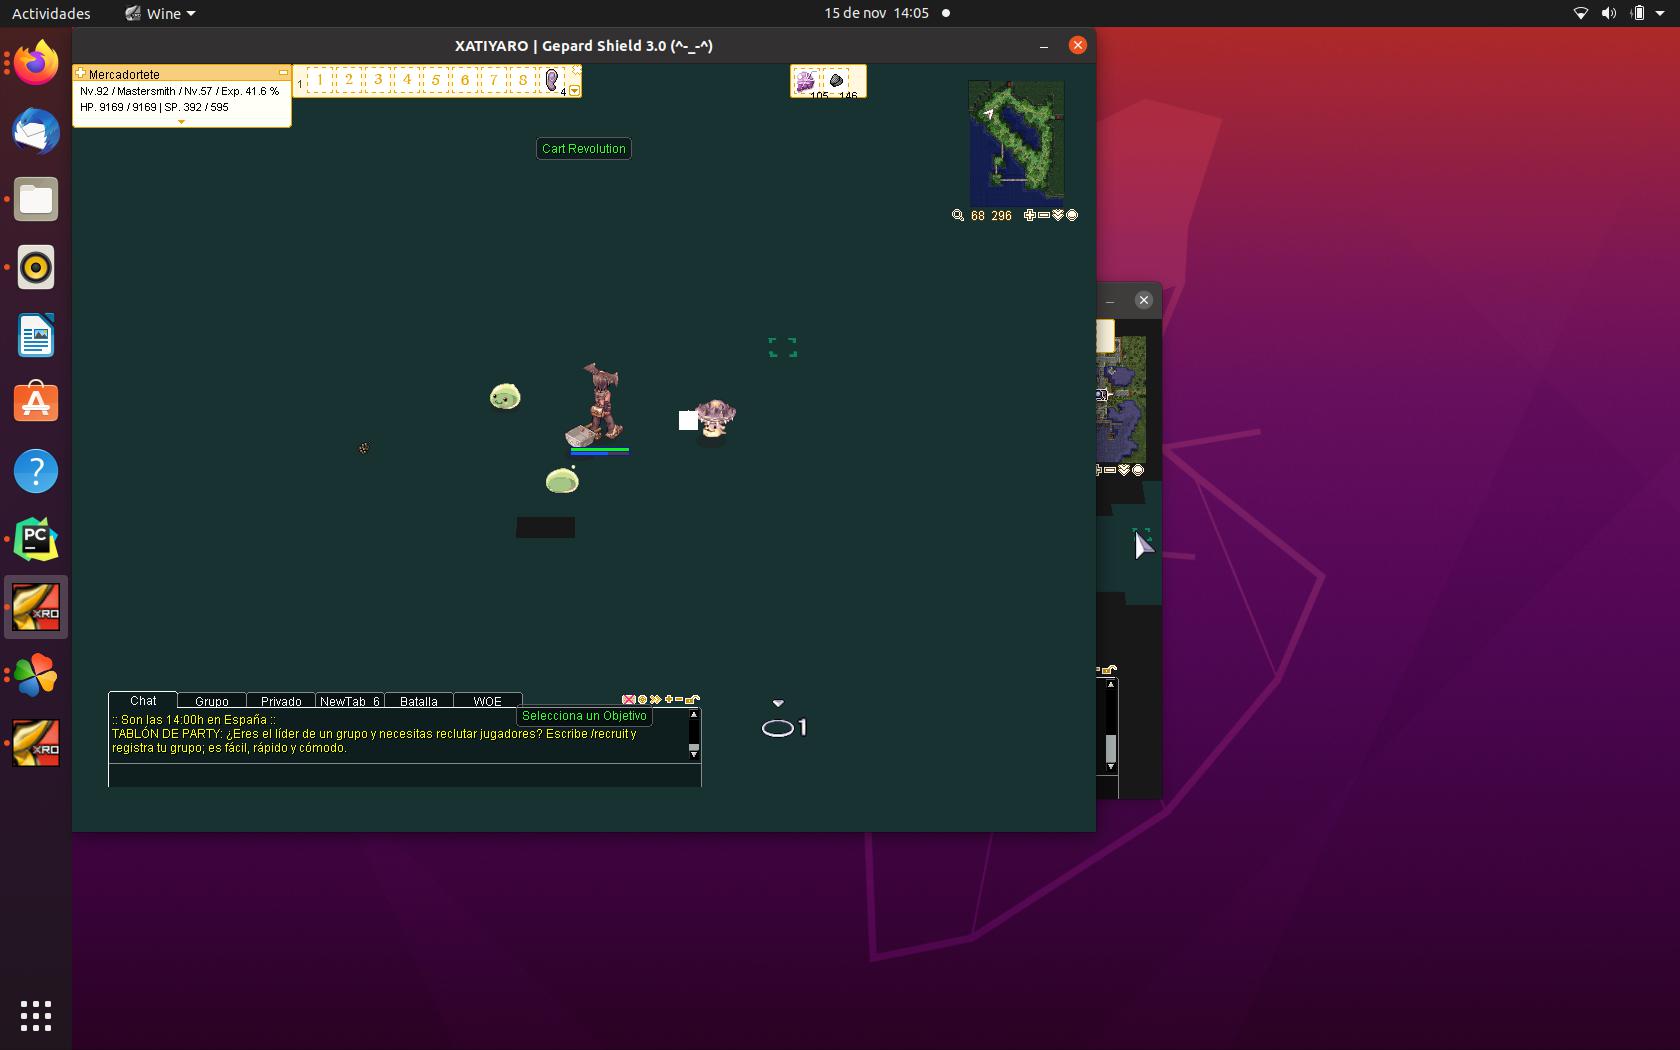 Actividades
Wine
15 de nov 14:05
XATIYARO | Gepard Shield 3.0 (^-_-^)
Mercadortete
Nv.92 / Mastersmith / Nv.57 / Exp. 41.6 %
HP. 9169 / 9169 | SP. 392 / 595
1 1 2 3 4 5 6 7 8 4
105 146
Cart Revolution
68 296
Chat Grupo Privado NewTab_6 Batalla WOE
Selecciona un Objetivo
:: Son las 14:00h en España ::
TABLÓN DE PARTY: ¿Eres el líder de un grupo y necesitas reclutar jugadores? Escribe /recruit y
registra tu grupo; es fácil, rápido y cómodo.
1
PC
XRO
XRO